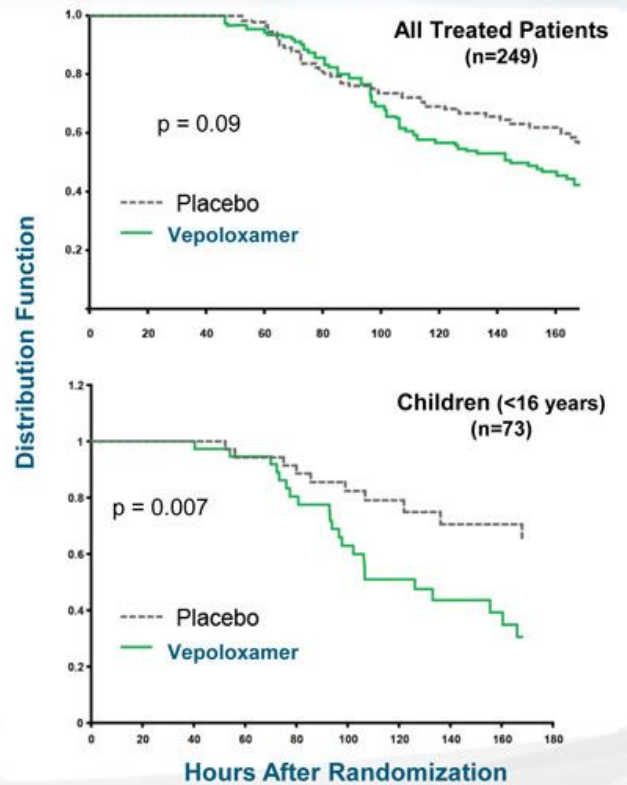 1.0
0.8
0.6
0.4
0.2
All Treated Patients
(n=249)
p = 0.09
Placebo
Vepoloxamer
0 20 40 60 80 100 120 140 160
Distribution Function
1.2
1
0.8
0.6
0.4
0.2
0
Children (<16 years)
(n=73)
p = 0.007
Placebo
Vepoloxamer
0 20 40 60 80 100 120 140 160 180
Hours After Randomization